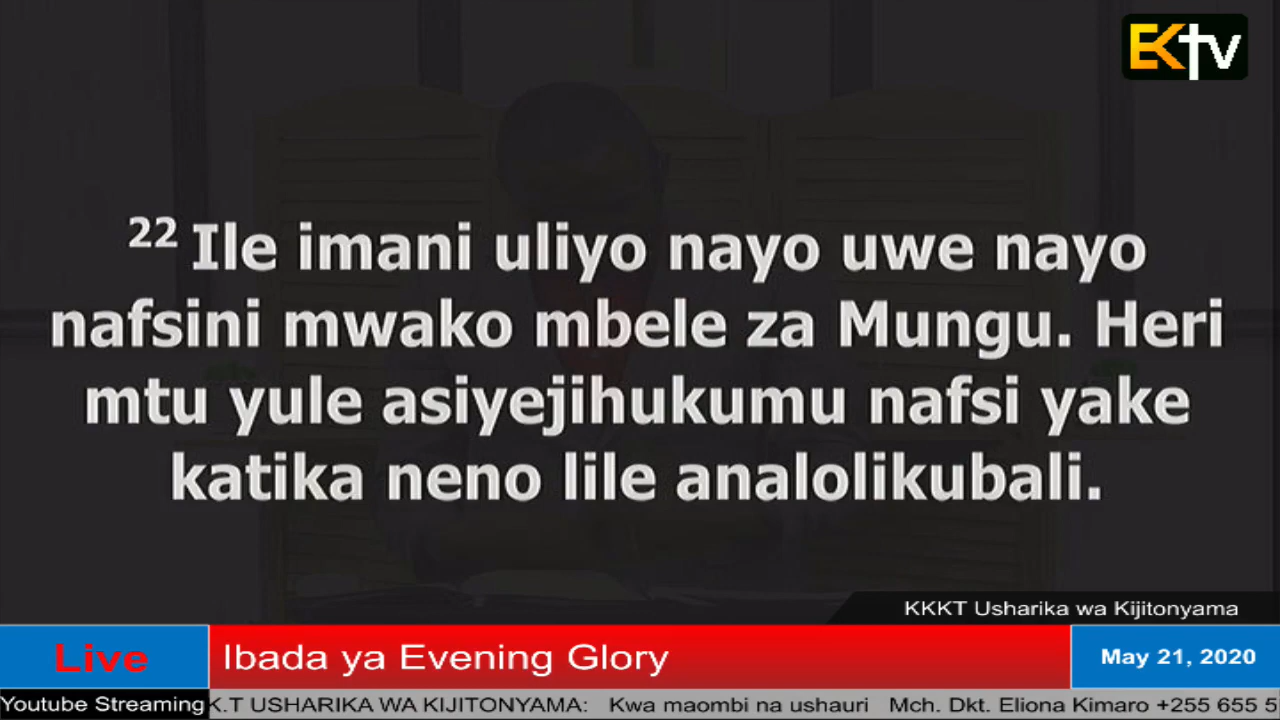 EKtv
22 Ile imani uliyo nayo uwe nayo
nafsini mwako mbele za Mungu. Heri
mtu yule asiyejihukumu nafsi yake
katika neno lile analolikubali.
KKKT Usharika wa Kijitonyama
Live
Ibada ya Evening Glory
May 21, 2020
Youtube Streaming
K.T USHARIKA WA KIJITONYAMA: Kwa maombi na ushauri Mch. Dkt. Eliona Kimaro +255 655 5